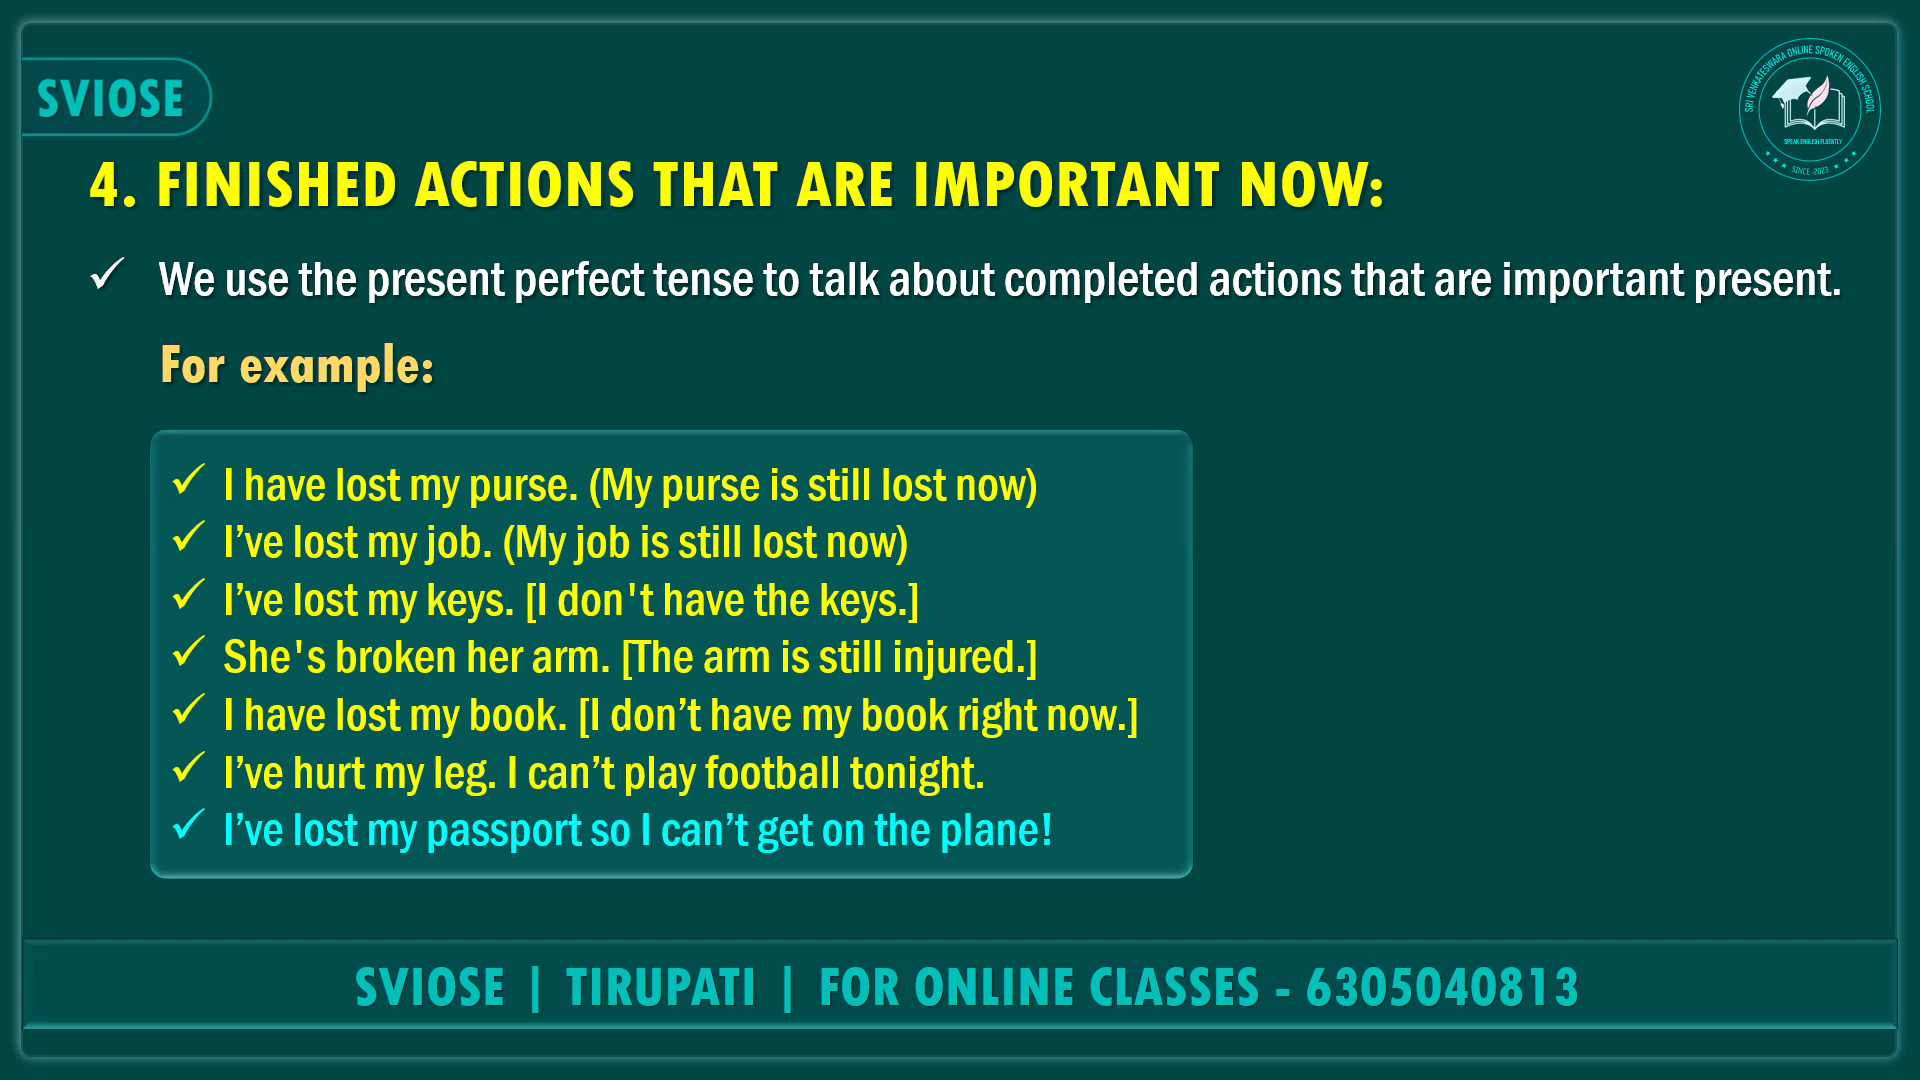 SVIOSE
SRI VENKATESWARA ONLINE SPOKEN ENGLISH SCHOOL
SPEAK ENGLISH FLUENTLY
SINCE -2023
4. FINISHED ACTIONS THAT ARE IMPORTANT NOW:
✓ We use the present perfect tense to talk about completed actions that are important present.
For example:
✓ I have lost my purse. (My purse is still lost now)
✓ I’ve lost my job. (My job is still lost now)
✓ I’ve lost my keys. [I don't have the keys.]
✓ She's broken her arm. [The arm is still injured.]
✓ I have lost my book. [I don’t have my book right now.]
✓ I’ve hurt my leg. I can’t play football tonight.
✓ I’ve lost my passport so I can’t get on the plane!
SVIOSE | TIRUPATI | FOR ONLINE CLASSES - 6305040813